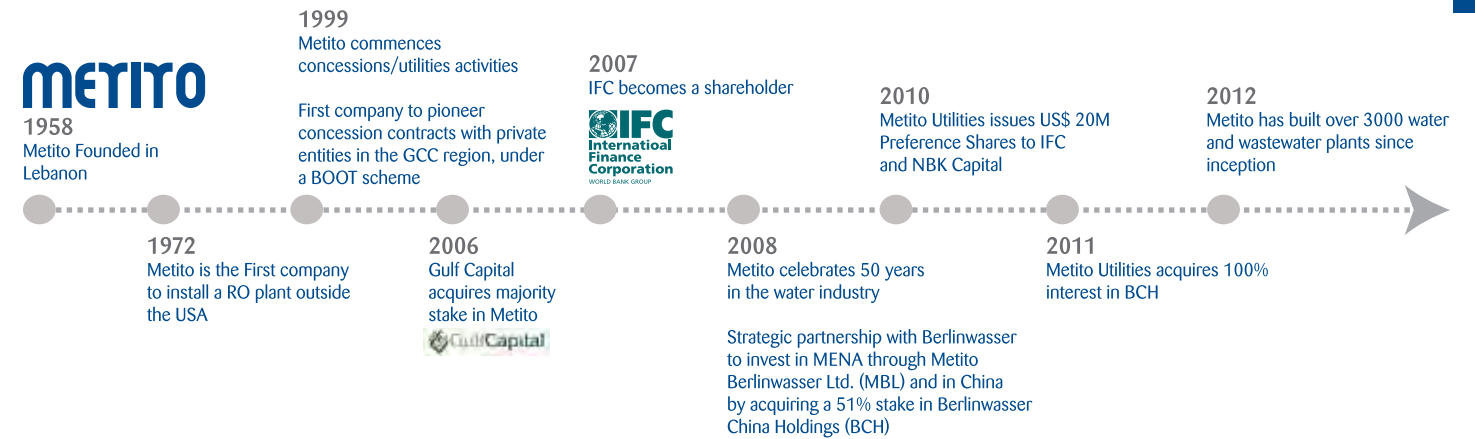 METITO
1958
Metito Founded in
Lebanon
1972
Metito is the First company
to install a RO plant outside
the USA
1999
Metito commences
concessions/utilities activities
First company to pioneer
concession contracts with private
entities in the GCC region, under
a BOOT scheme
2006
Gulf Capital
acquires majority
stake in Metito
GulfCapital
2007
IFC becomes a shareholder
IFC
Internatioal
Finance
Corporation
WORLD BANK GROUP
2008
Metito celebrates 50 years
in the water industry
Strategic partnership with Berlinwasser
to invest in MENA through Metito
Berlinwasser Ltd. (MBL) and in China
by acquiring a 51% stake in Berlinwasser
China Holdings (BCH)
2010
Metito Utilities issues US$ 20M
Preference Shares to IFC
and NBK Capital
2011
Metito Utilities acquires 100%
interest in BCH
2012
Metito has built over 3000 water
and wastewater plants since
inception